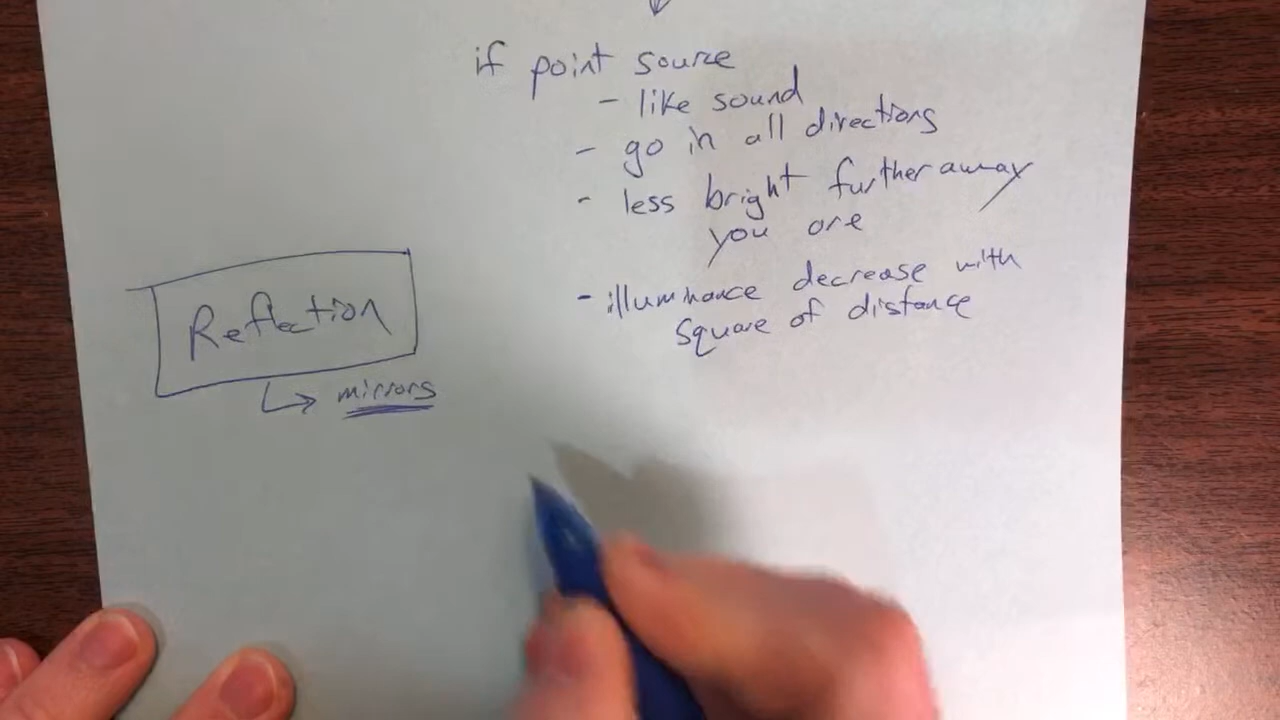 if point source
- like sound
- go in all directions
- less bright further away
you are
- illuminance decrease with
square of distance
Reflection
mirrors